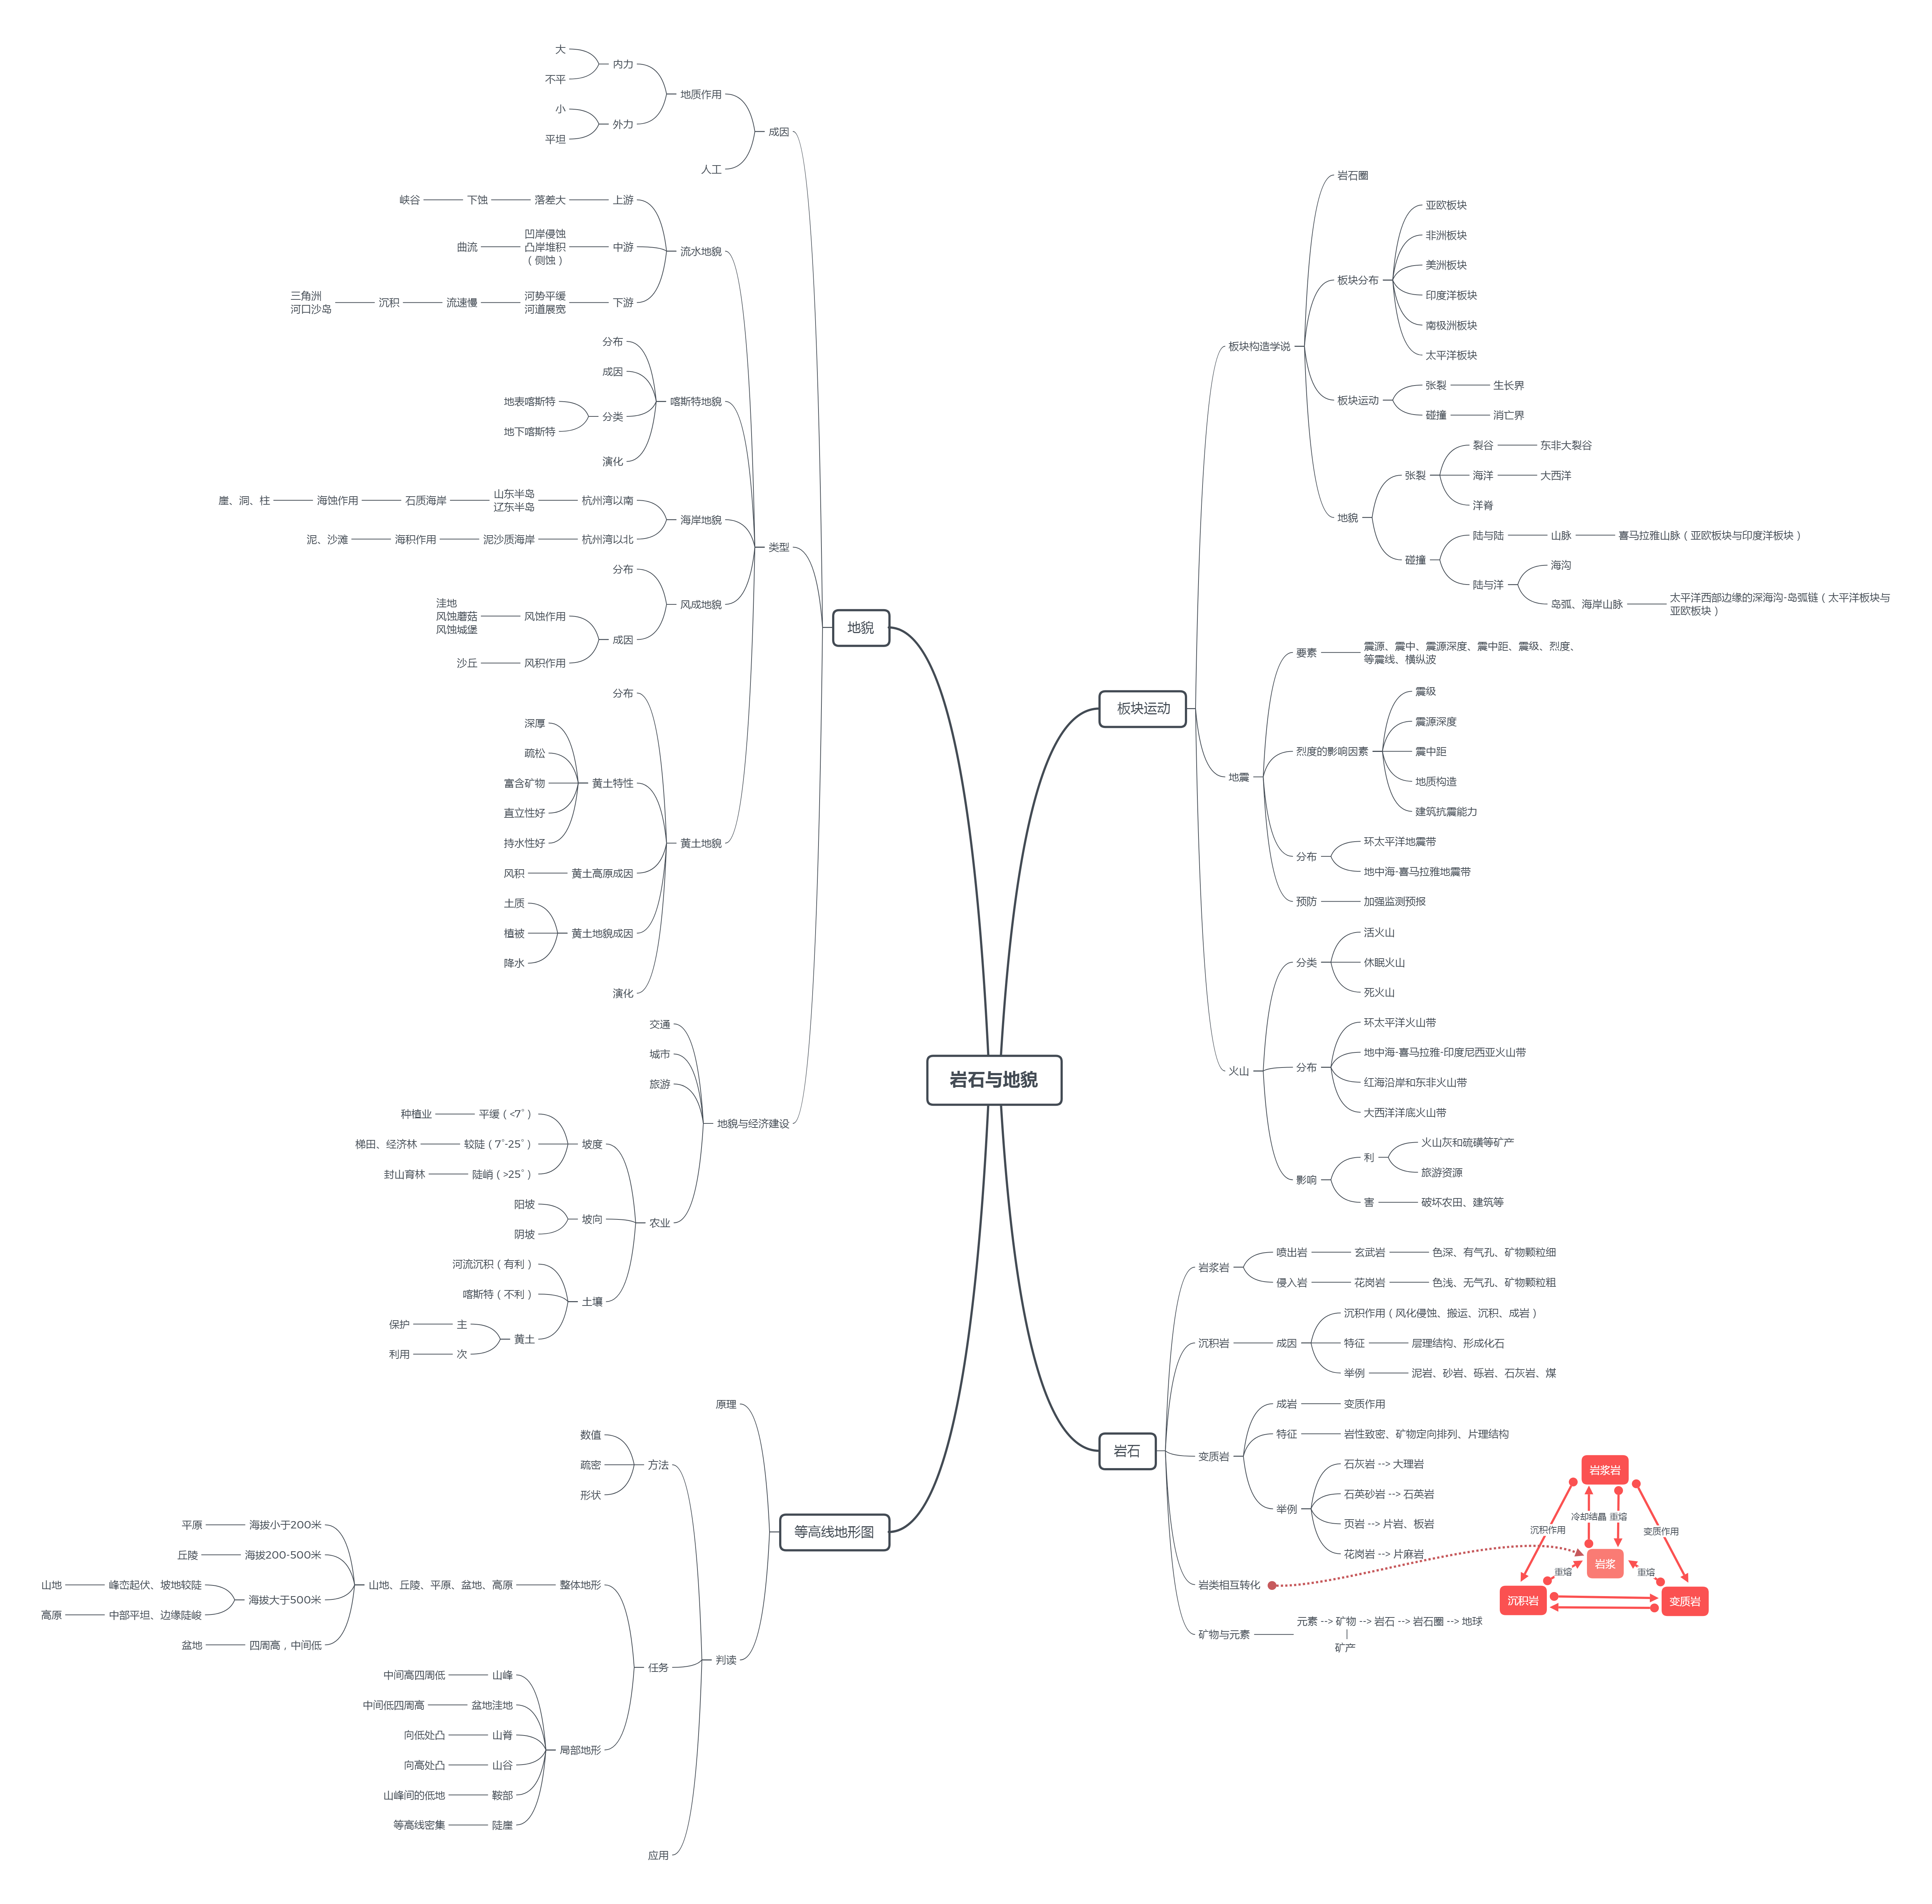 岩石与地貌
板块运动
板块构造学说
岩石圈
板块分布
亚欧板块
非洲板块
美洲板块
印度洋板块
南极洲板块
太平洋板块
板块运动
张裂
生长界
碰撞
消亡界
地貌
张裂
裂谷
东非大裂谷
海洋
大西洋
洋脊
碰撞
陆与陆
山脉
喜马拉雅山脉（亚欧板块与印度洋板块）
陆与洋
海沟
岛弧、海岸山脉
太平洋西部边缘的深海沟-岛弧链（太平洋板块与
亚欧板块）
地震
要素
震源、震中、震源深度、震中距、震级、烈度、
等震线、横纵波
烈度的影响因素
震级
震源深度
震中距
地质构造
建筑抗震能力
分布
环太平洋地震带
地中海-喜马拉雅地震带
预防
加强监测预报
火山
分类
活火山
休眠火山
死火山
分布
环太平洋火山带
地中海-喜马拉雅-印度尼西亚火山带
红海沿岸和东非火山带
大西洋洋底火山带
影响
利
火山灰和硫磺等矿产
旅游资源
害
破坏农田、建筑等
岩石
岩浆岩
喷出岩
玄武岩
色深、有气孔、矿物颗粒细
侵入岩
花岗岩
色浅、无气孔、矿物颗粒粗
沉积岩
成因
沉积作用（风化侵蚀、搬运、沉积、成岩）
特征
层理结构、形成化石
举例
泥岩、砂岩、砾岩、石灰岩、煤
变质岩
成岩
变质作用
特征
岩性致密、矿物定向排列、片理结构
举例
石灰岩 --> 大理岩
石英砂岩 --> 石英岩
页岩 --> 片岩、板岩
花岗岩 --> 片麻岩
岩类相互转化
岩浆岩
冷却结晶
重熔
沉积作用
变质作用
岩浆
重熔
重熔
沉积岩
变质岩
矿物与元素
元素 --> 矿物 --> 岩石 --> 岩石圈 --> 地球
|
矿产
地貌
成因
地质作用
内力
大
不平
外力
小
平坦
人工
类型
流水地貌
上游
落差大
下蚀
峡谷
中游
凹岸侵蚀
凸岸堆积
（侧蚀）
曲流
下游
河势平缓
河道展宽
流速慢
沉积
三角洲
河口沙岛
喀斯特地貌
分布
成因
分类
地表喀斯特
地下喀斯特
演化
海岸地貌
杭州湾以南
山东半岛
辽东半岛
石质海岸
海蚀作用
崖、洞、柱
杭州湾以北
泥沙质海岸
海积作用
泥、沙滩
风成地貌
分布
成因
风蚀作用
洼地
风蚀蘑菇
风蚀城堡
风积作用
沙丘
黄土地貌
分布
黄土特性
深厚
疏松
富含矿物
直立性好
持水性好
黄土高原成因
风积
黄土地貌成因
土质
植被
降水
演化
地貌与经济建设
交通
城市
旅游
农业
坡度
平缓（<7°）
种植业
较陡（7°-25°）
梯田、经济林
陡峭（>25°）
封山育林
坡向
阳坡
阴坡
土壤
河流沉积（有利）
喀斯特（不利）
黄土
主
保护
次
利用
等高线地形图
原理
判读
方法
数值
疏密
形状
任务
整体地形
山地、丘陵、平原、盆地、高原
海拔小于200米
平原
海拔200-500米
丘陵
海拔大于500米
峰峦起伏、坡地较陡
山地
中部平坦、边缘陡峻
高原
四周高，中间低
盆地
局部地形
山峰
中间高四周低
盆地洼地
中间低四周高
山脊
向低处凸
山谷
向高处凸
鞍部
山峰间的低地
陡崖
等高线密集
应用